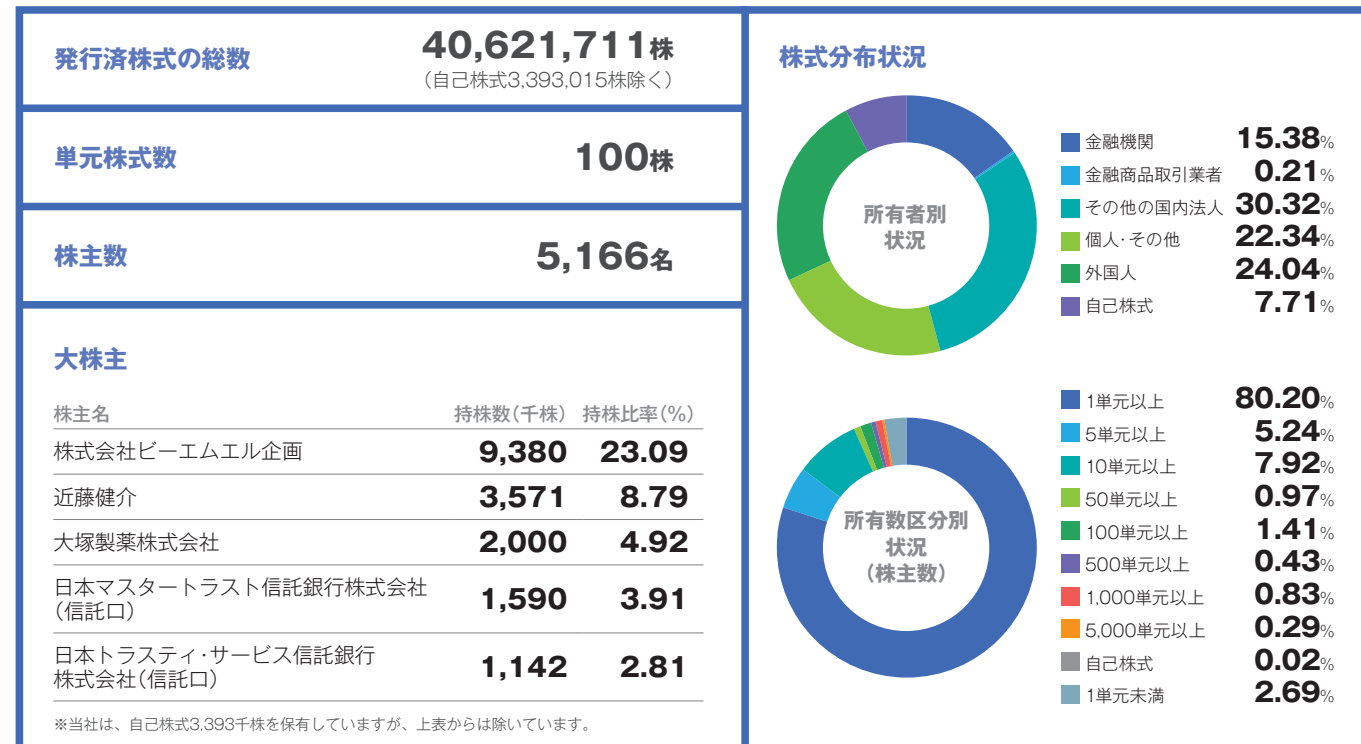 発行済株式の総数 40,621,711株
（自己株式3,393,015株除く）
単元株式数 100株
株主数 5,166名
大株主
株主名 持株数（千株） 持株比率（%）
株式会社ビーエムエル企画 9,380 23.09
近藤健介 3,571 8.79
大塚製薬株式会社 2,000 4.92
日本マスタートラスト信託銀行株式会社
（信託口） 1,590 3.91
日本トラスティ・サービス信託銀行
株式会社（信託口） 1,142 2.81
※当社は、自己株式3,393千株を保有していますが、上表からは除いています。
株式分布状況
所有者別
状況
金融機関 15.38%
金融商品取引業者 0.21%
その他の国内法人 30.32%
個人・その他 22.34%
外国人 24.04%
自己株式 7.71%
所有数区分別
状況
（株主数）
1単元以上 80.20%
5単元以上 5.24%
10単元以上 7.92%
50単元以上 0.97%
100単元以上 1.41%
500単元以上 0.43%
1,000単元以上 0.83%
5,000単元以上 0.29%
自己株式 0.02%
1単元未満 2.69%